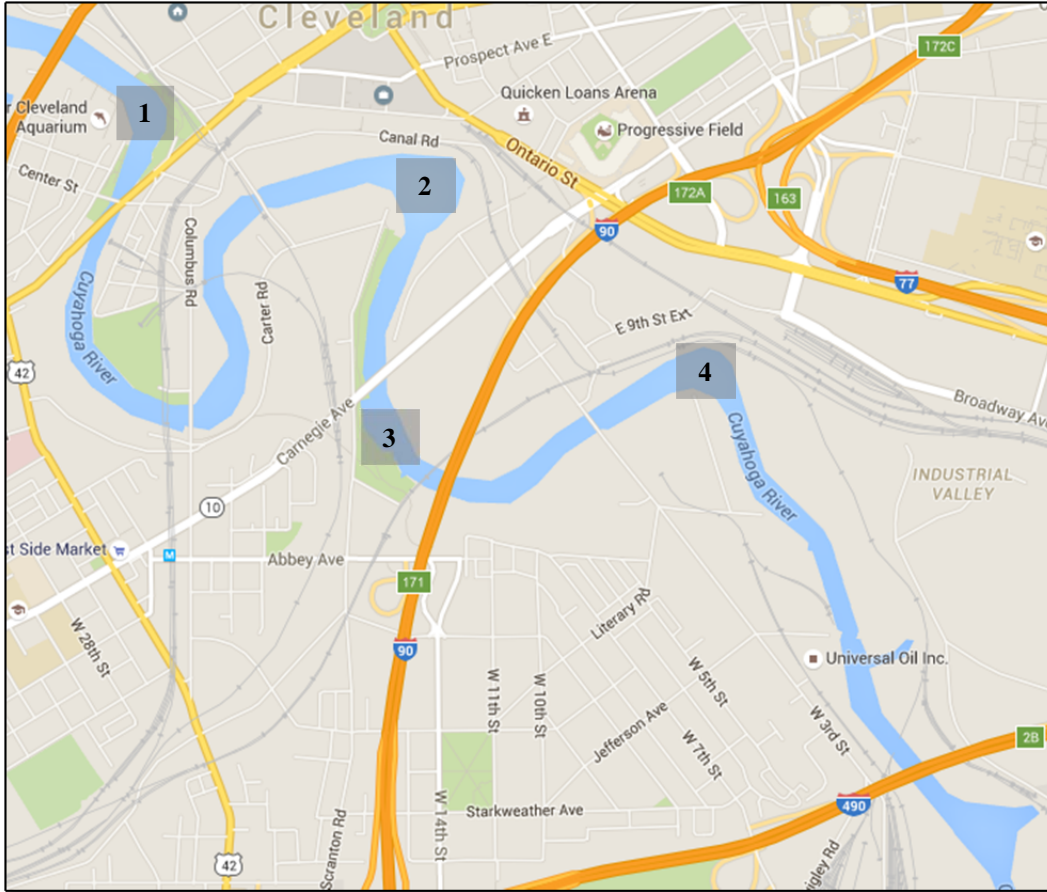 Cleveland
172C
Prospect Ave E
Quicken Loans Arena
1
r Cleveland
Aquarium
Progressive Field
Canal Rd
Ontario St
Center St
2
172A
163
90
Columbus Rd
Cuyahoga River
Carter Rd
77
E 9th St Ext
42
4
Broadway Ave
Carnegie Ave
3
Cuyahoga River
INDUSTRIAL
VALLEY
10
st Side Market
M
Abbey Ave
171
Literary Rd
W 28th St
90
Universal Oil Inc.
W 11th St
W 10th St
W 5th St
Jefferson Ave
W 7th St
W 3rd St
2B
490
Starkweather Ave
Scranton Rd
W 14th St
42
igley Rd